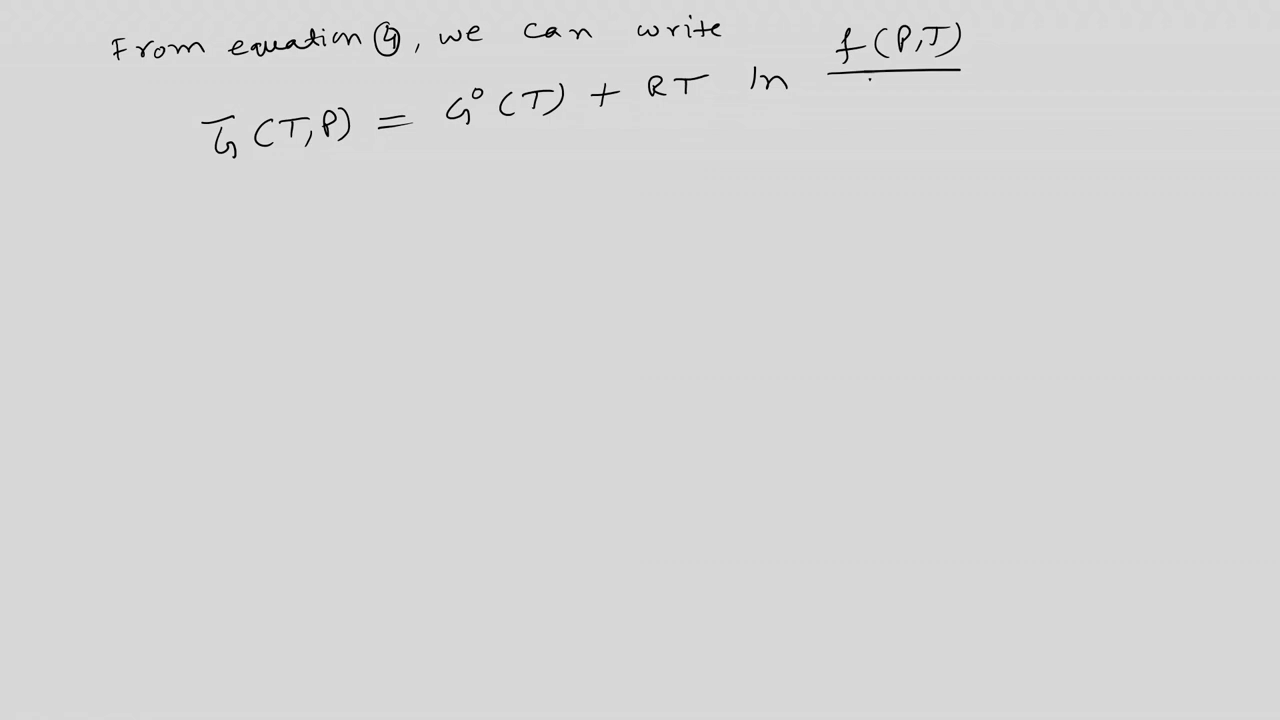 From equation ④, we can write
G̅ (T,P) = G° (T) + RT ln f(P,T)/